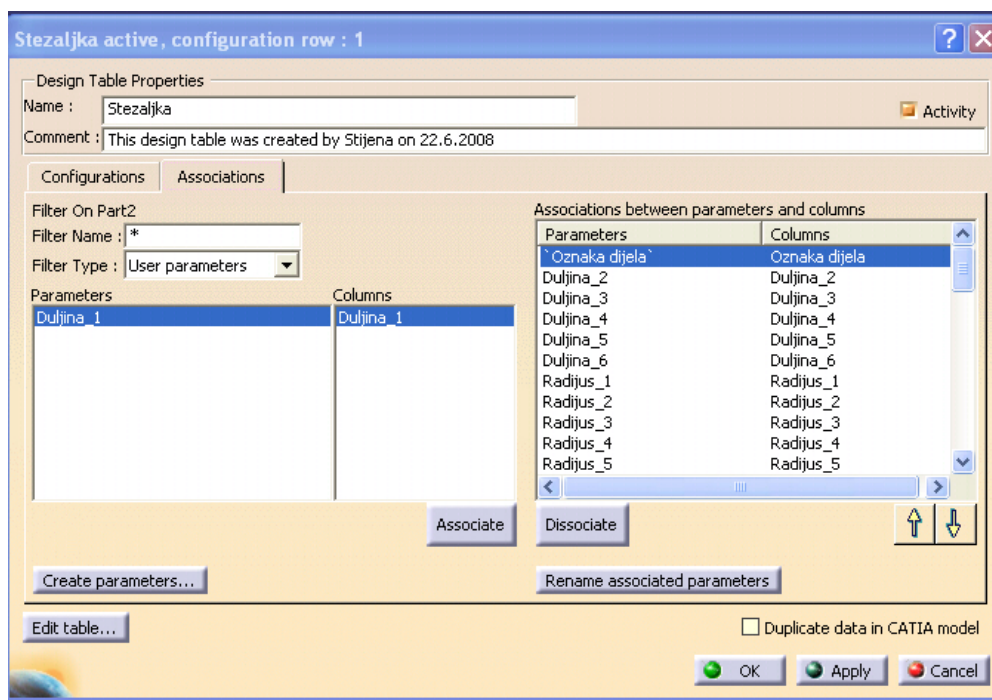 Stezaljka active, configuration row : 1
Design Table Properties
Name : Stezaljka
Activity
Comment : This design table was created by Stijena on 22.6.2008
Configurations Associations
Filter On Part2
Filter Name : *
Filter Type : User parameters
Parameters Columns
Duljina_1 Duljina_1
Associate
Create parameters...
Associations between parameters and columns
Parameters Columns
`Oznaka dijela` Oznaka dijela
Duljina_2 Duljina_2
Duljina_3 Duljina_3
Duljina_4 Duljina_4
Duljina_5 Duljina_5
Duljina_6 Duljina_6
Radijus_1 Radijus_1
Radijus_2 Radijus_2
Radijus_3 Radijus_3
Radijus_4 Radijus_4
Radijus_5 Radijus_5
Dissociate
Rename associated parameters
Edit table...
Duplicate data in CATIA model
OK Apply Cancel